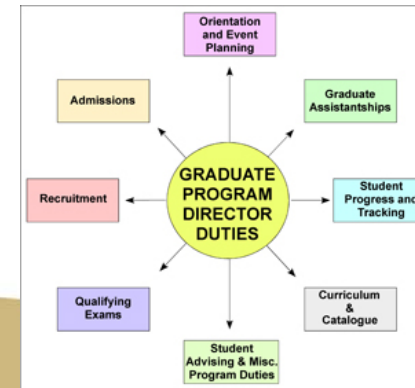 Orientation
and Event
Planning
Admissions
Graduate
Assistantships
GRADUATE
PROGRAM
DIRECTOR
DUTIES
Recruitment
Student
Progress and
Tracking
Qualifying
Exams
Curriculum
&
Catalogue
Student
Advising & Misc.
Program Duties